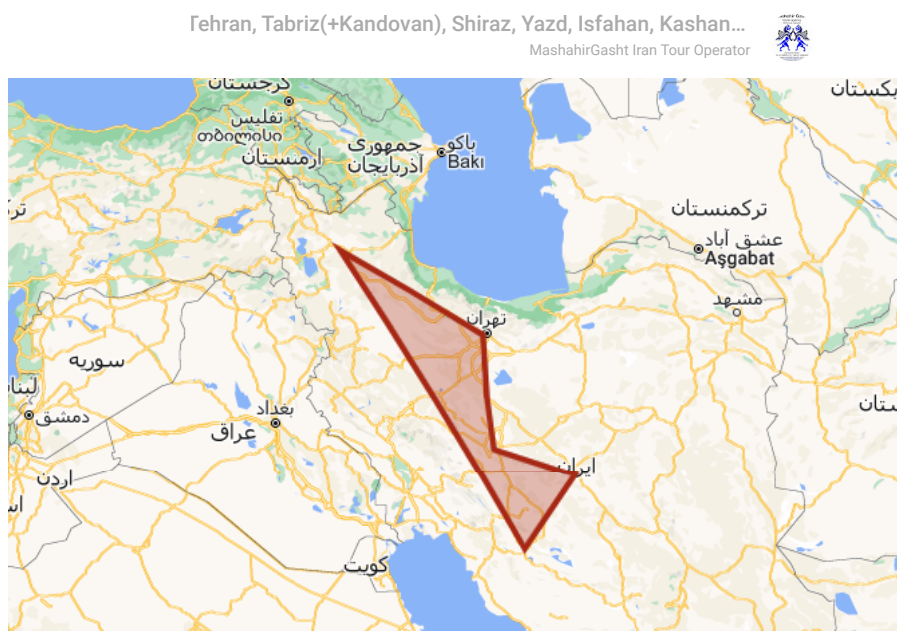 Tehran, Tabriz(+Kandovan), Shiraz, Yazd, Isfahan, Kashan...
MashahirGasht Iran Tour Operator
گرجستان
تفلیس
თბილისი
ارمنستان
جمهوری
آذربایجان
باکو
Bakı
ترکمنستان
عشق آباد
Aşgabat
مشهد
تهران
سوریه
دمشق
بغداد
عراق
اردن
ایران
کویت